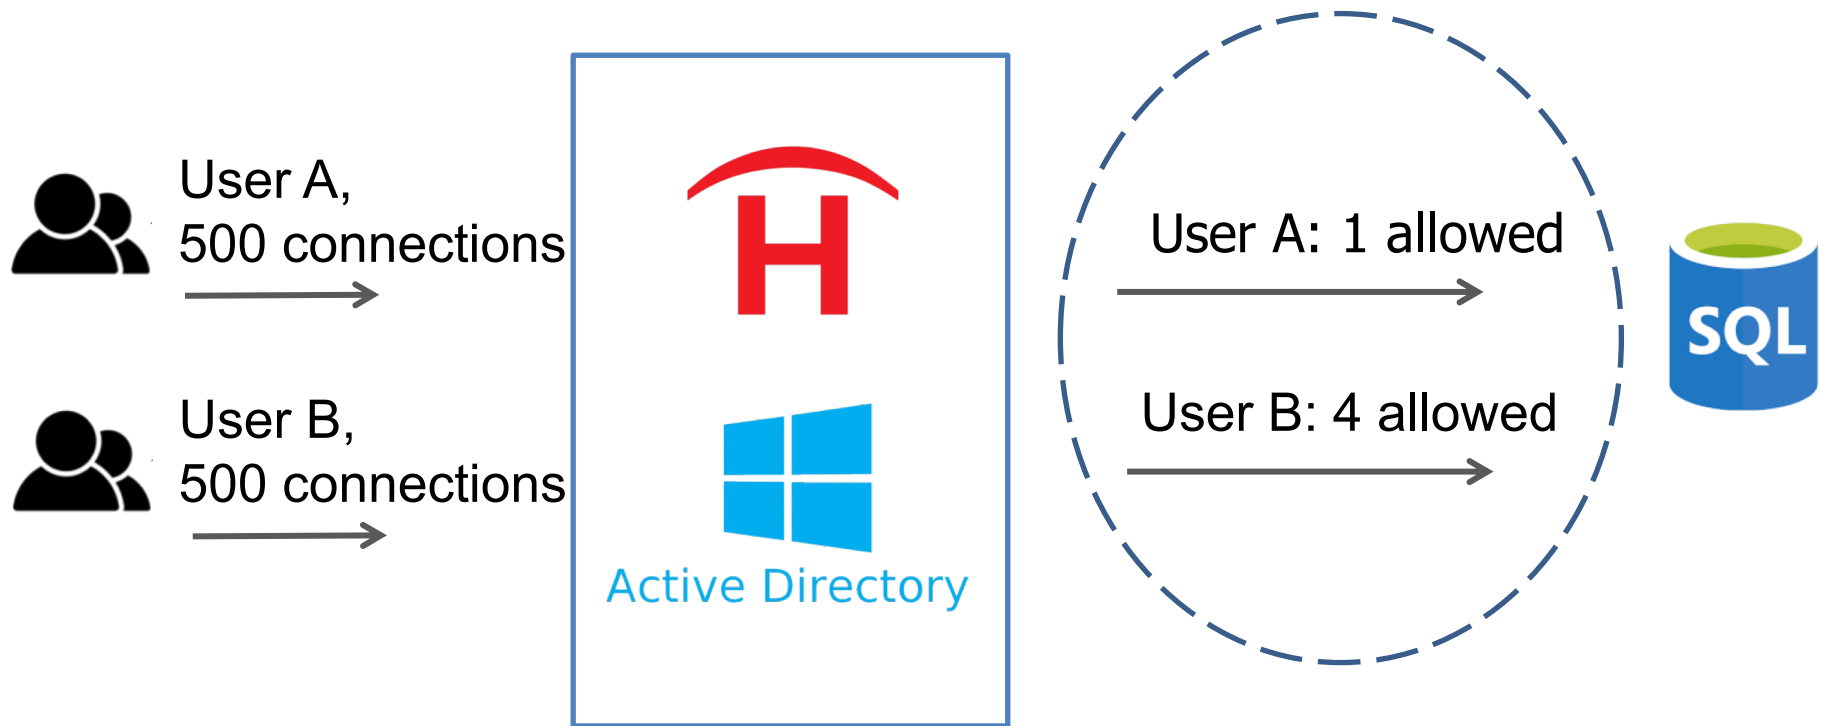 User A,
500 connections
User B,
500 connections
H
Active Directory
User A: 1 allowed
User B: 4 allowed
SQL